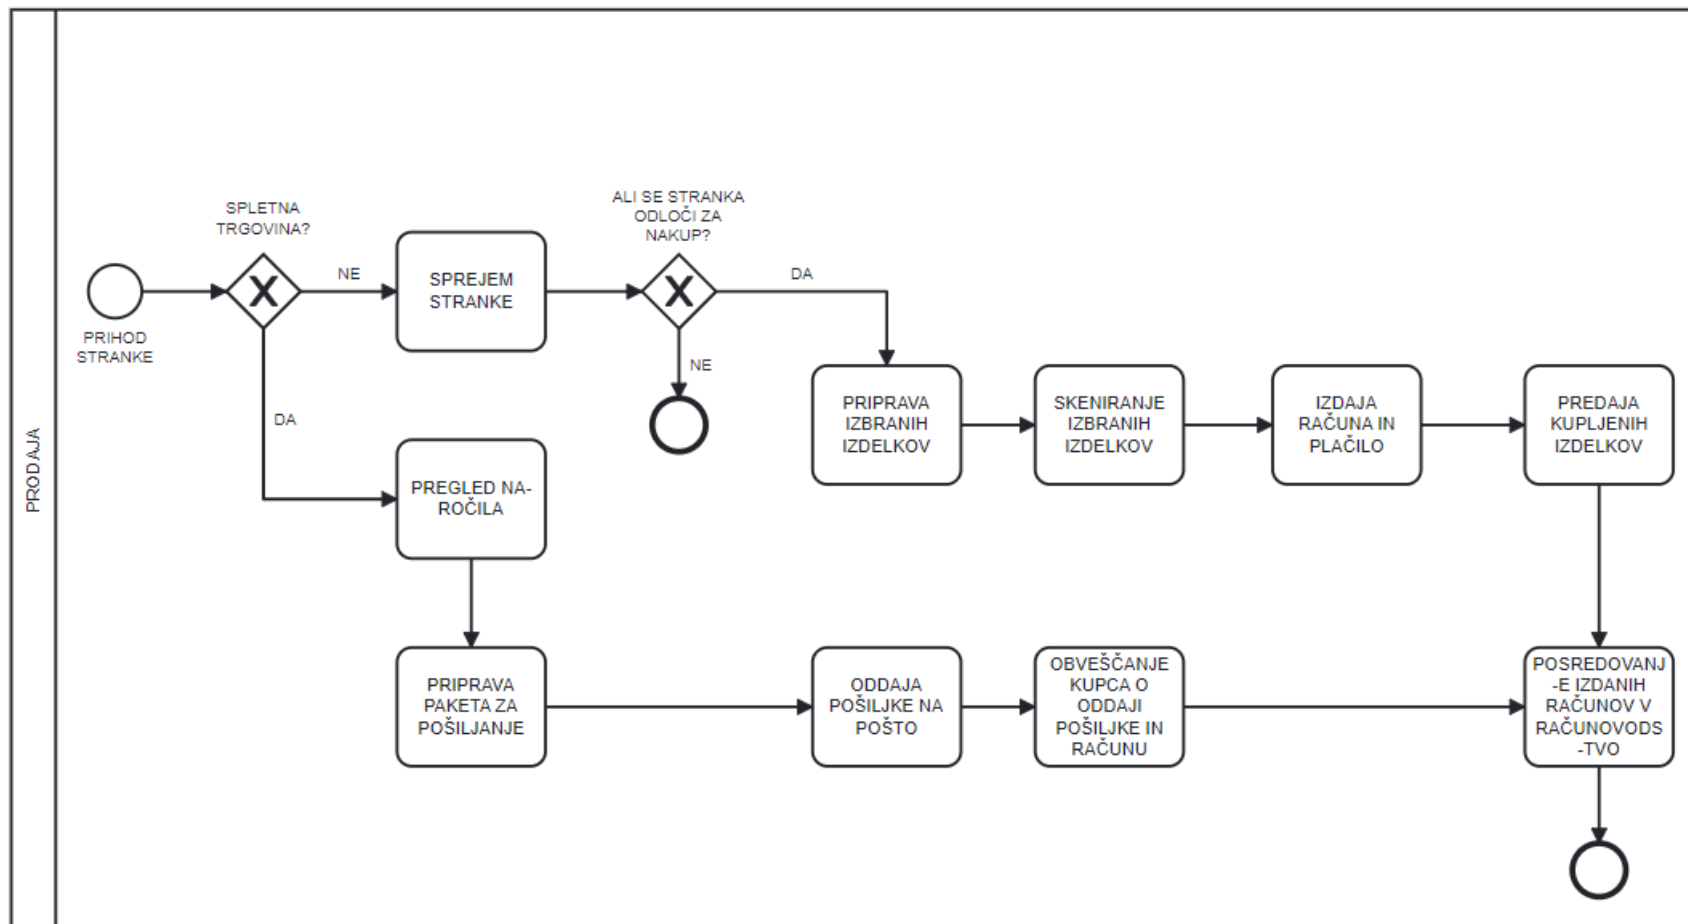 PRODAJA
PRIHOD
STRANKE
SPLETNA
TRGOVINA?
NE
DA
SPREJEM
STRANKE
ALI SE STRANKA
ODLOČI ZA
NAKUP?
DA
NE
PRIPRAVA
IZBRANIH
IZDELKOV
SKENIRANJE
IZBRANIH
IZDELKOV
IZDAJA
RAČUNA IN
PLAČILO
PREDAJA
KUPLJENIH
IZDELKOV
PREGLED NA-
ROČILA
PRIPRAVA
PAKETA ZA
POŠILJANJE
ODDAJA
POŠILJKE NA
POŠTO
OBVEŠČANJE
KUPCA O
ODDAJI
POŠILJKE IN
RAČUNU
POSREDOVANJ
-E IZDANIH
RAČUNOV V
RAČUNOVODS
-TVO